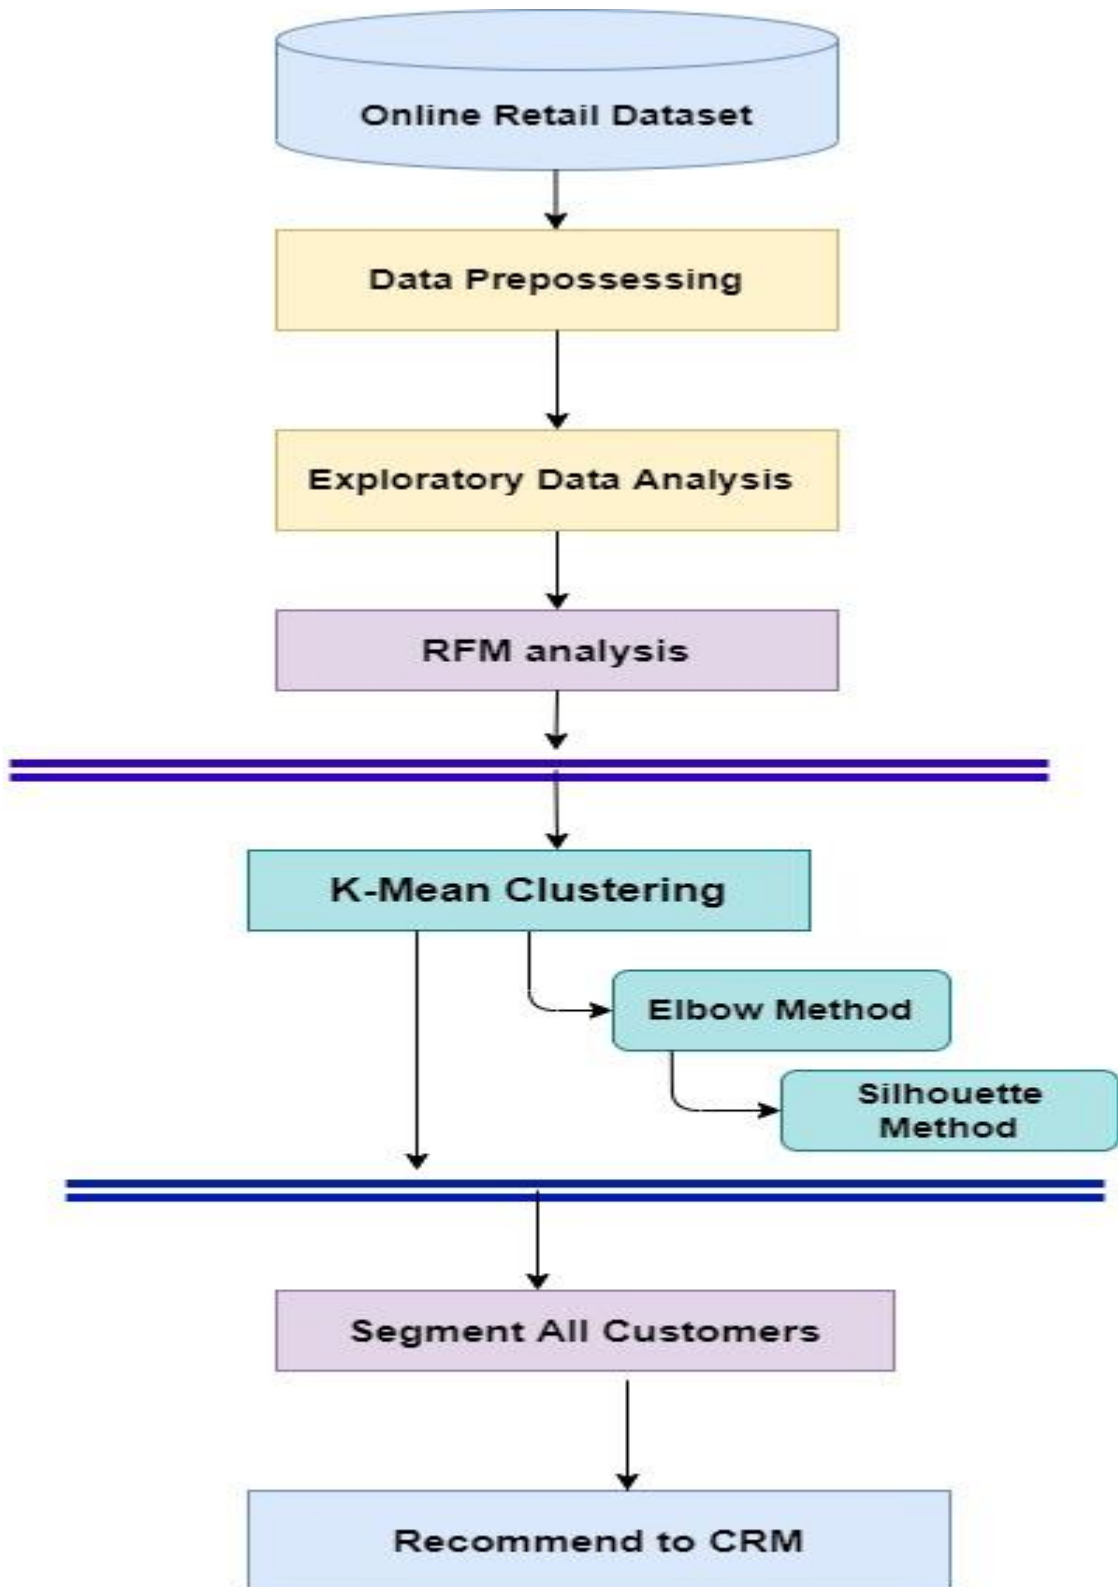 Online Retail Dataset
Data Prepossessing
Exploratory Data Analysis
RFM analysis
K-Mean Clustering
Elbow Method
Silhouette
Method
Segment All Customers
Recommend to CRM